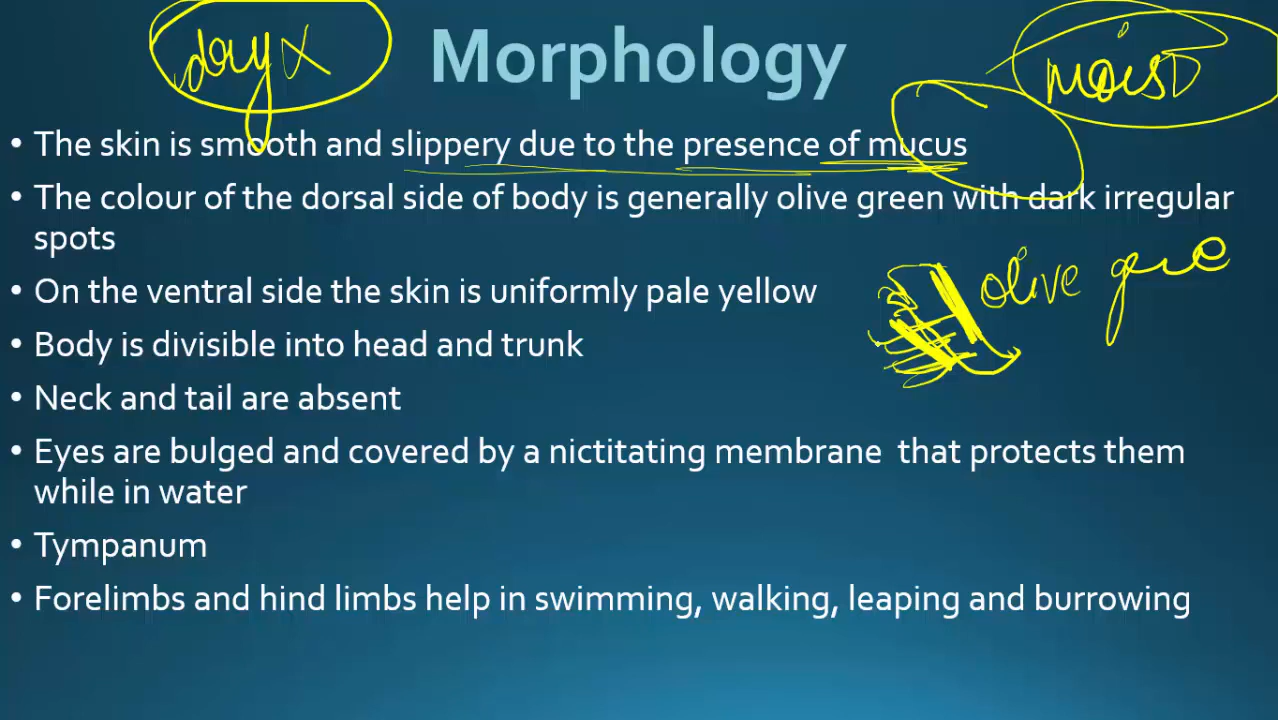 dry X
Morphology
moist
• The skin is smooth and slippery due to the presence of mucus
• The colour of the dorsal side of body is generally olive green with dark irregular
spots
olive gre
• On the ventral side the skin is uniformly pale yellow
• Body is divisible into head and trunk
• Neck and tail are absent
• Eyes are bulged and covered by a nictitating membrane that protects them
while in water
• Tympanum
• Forelimbs and hind limbs help in swimming, walking, leaping and burrowing